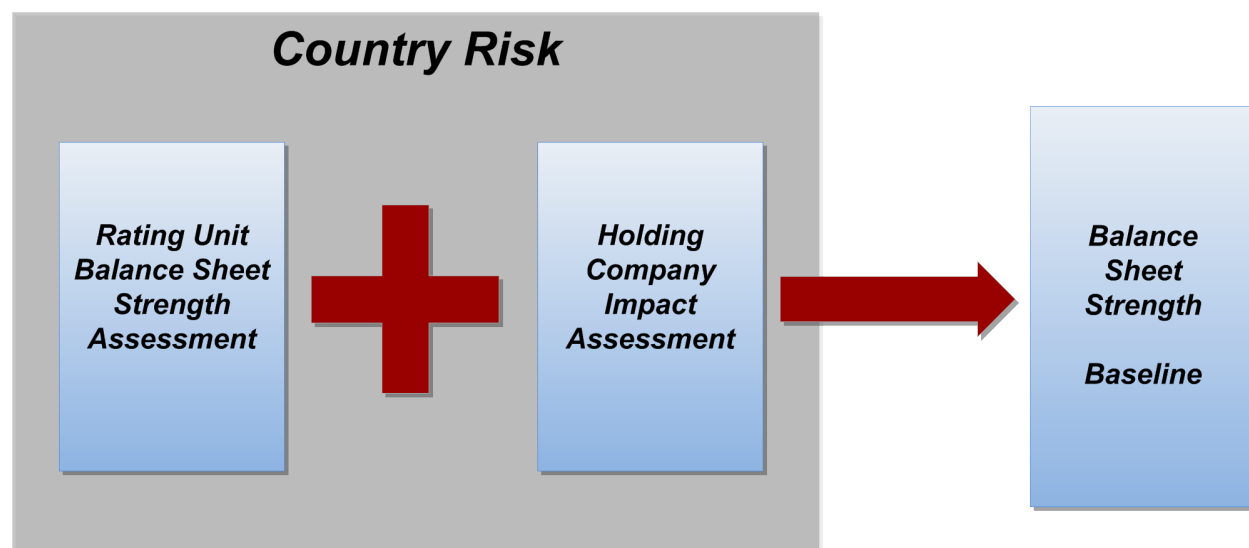 Country Risk
Rating Unit
Balance Sheet
Strength
Assessment
Holding
Company
Impact
Assessment
Balance
Sheet
Strength
Baseline